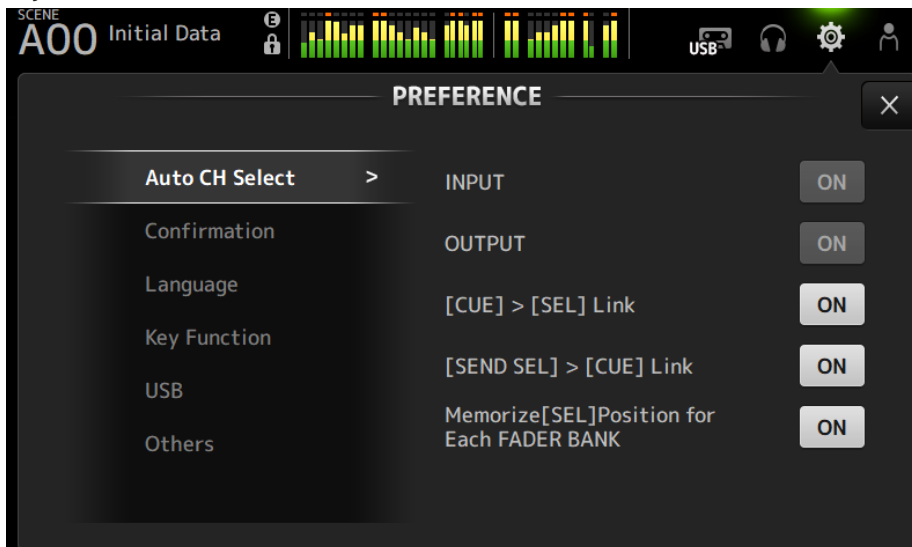 SCENE
A00 Initial Data
E
USB
PREFERENCE
Auto CH Select >
INPUT ON
Confirmation
OUTPUT ON
Language
[CUE] > [SEL] Link ON
Key Function
[SEND SEL] > [CUE] Link ON
USB
Memorize[SEL]Position for
Each FADER BANK ON
Others